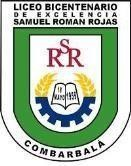 LICEO BICENTENARIO
DE EXCELENCIA
SAMUEL ROMAN ROJAS
SRR
COMBARBALA